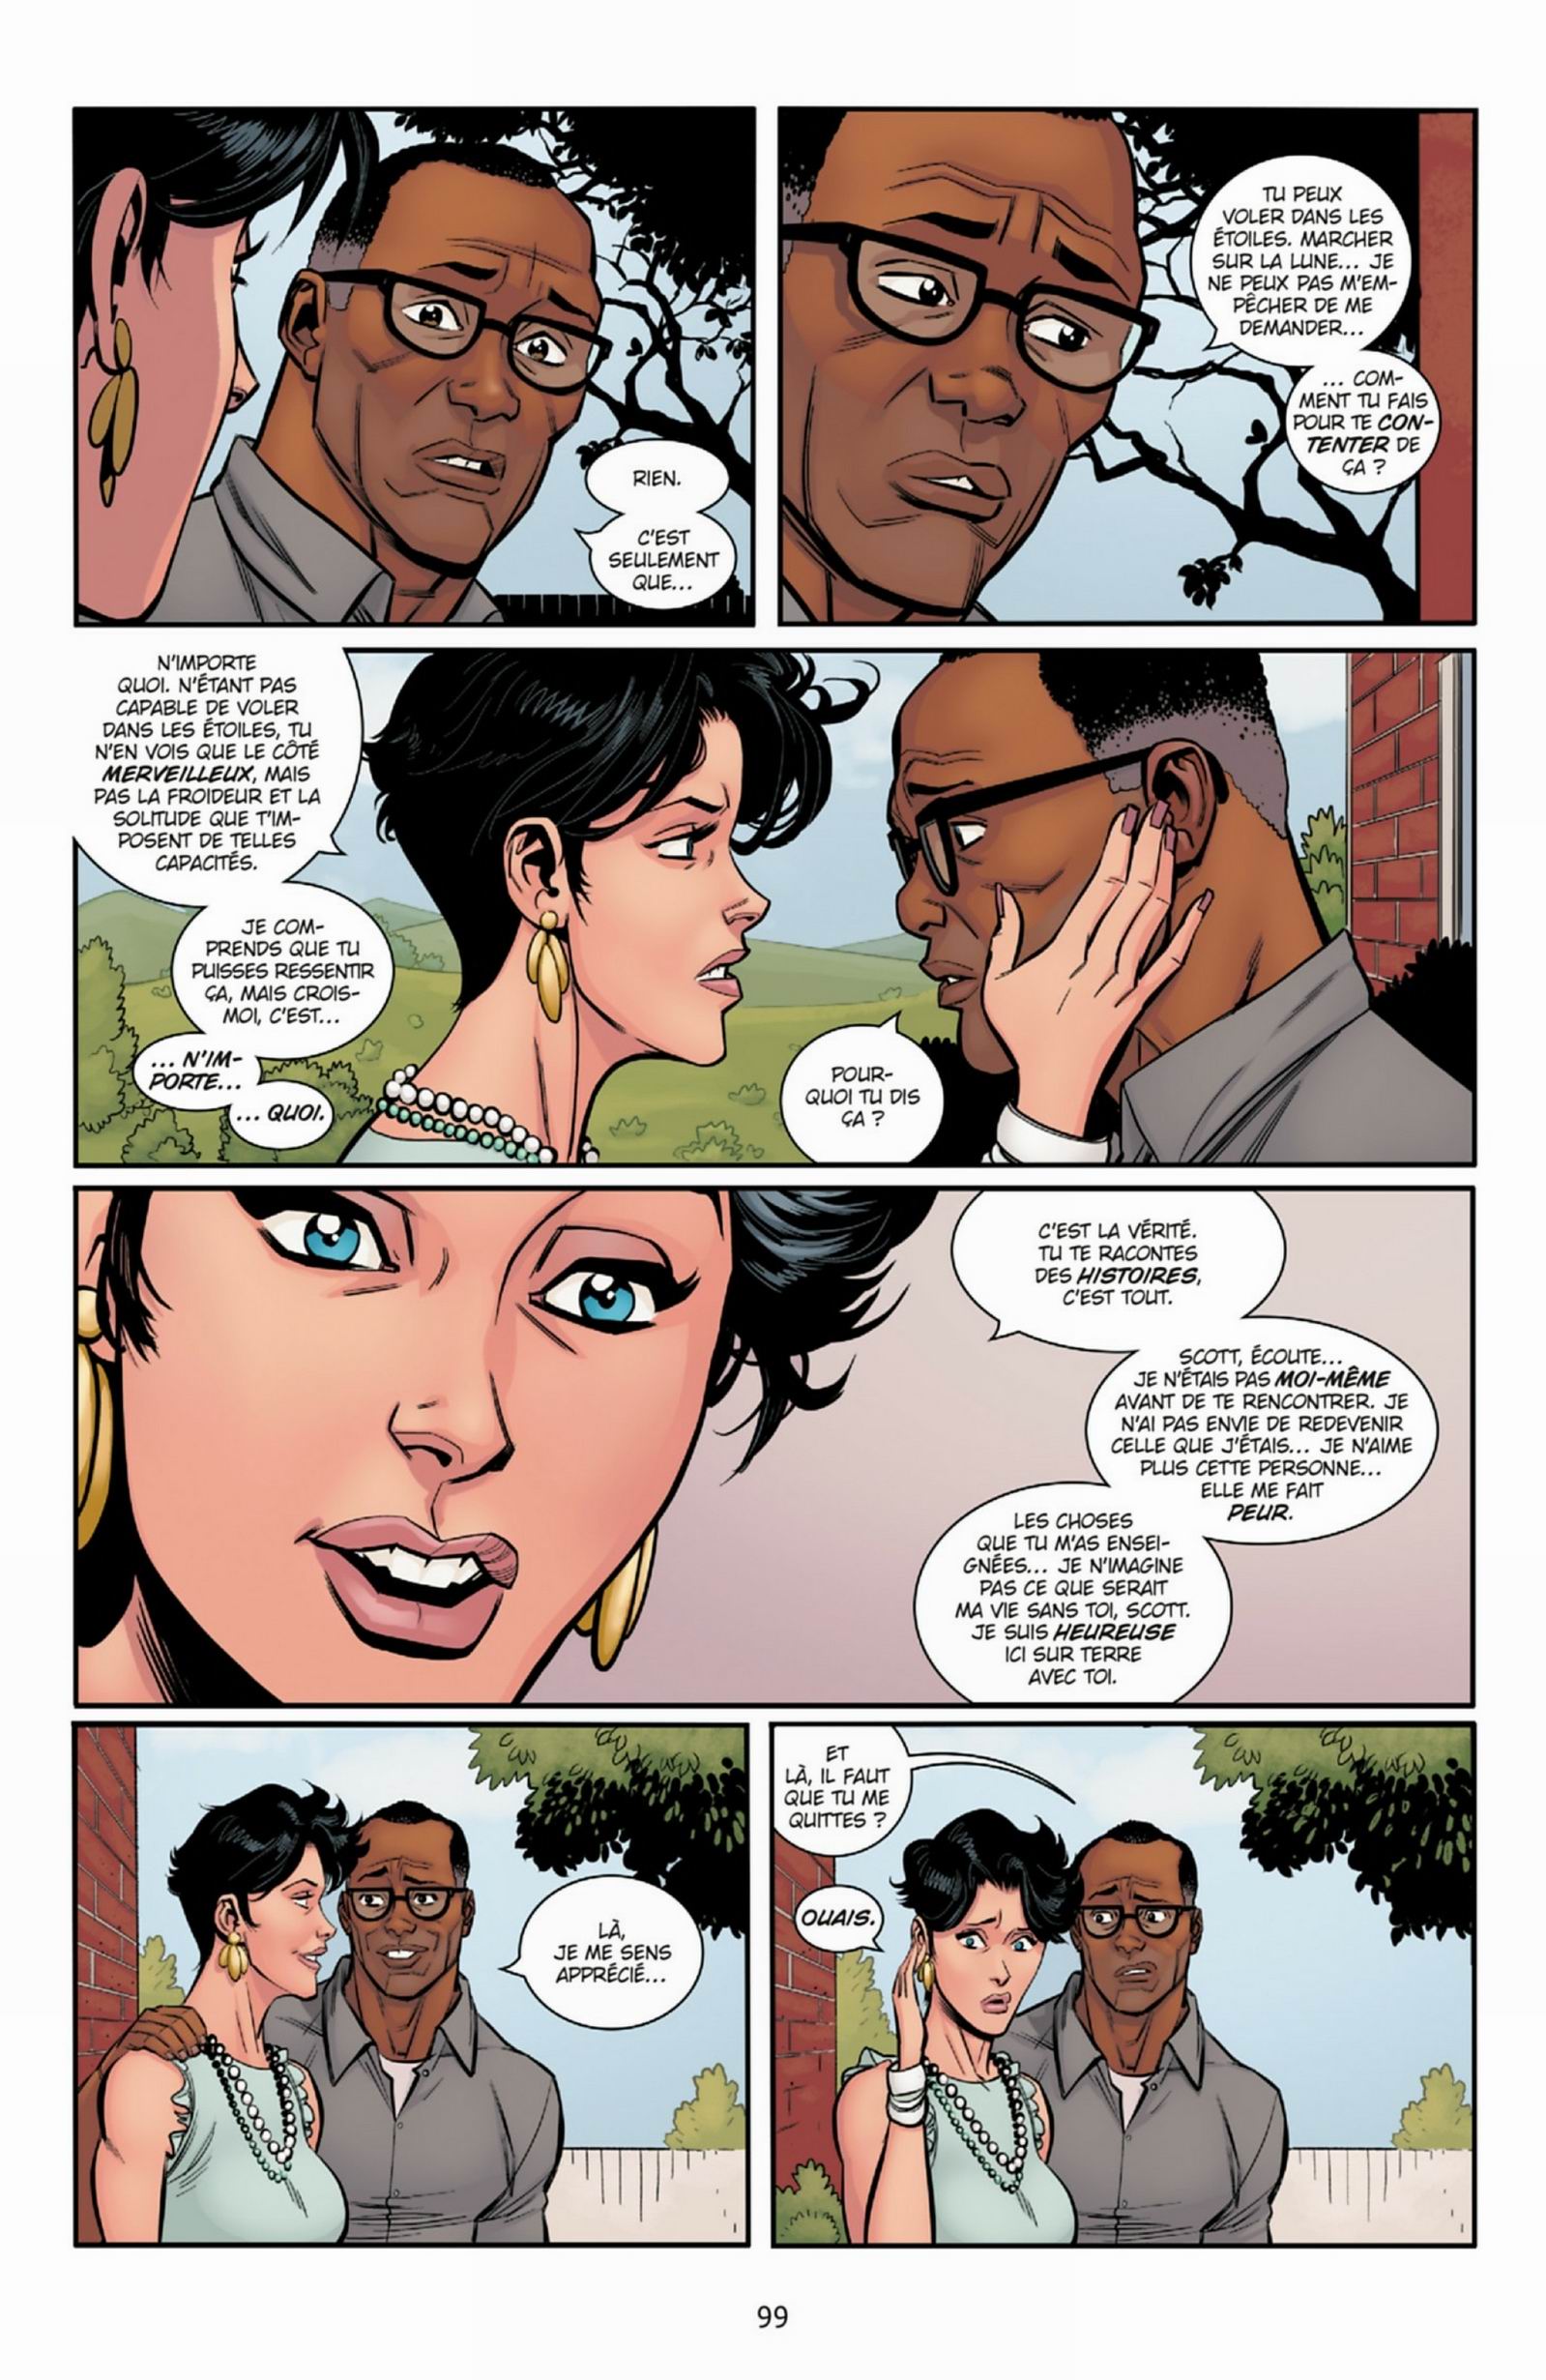 RIEN.
C'EST
SEULEMENT
QUE...
TU PEUX
VOLER DANS LES
ÉTOILES. MARCHER
SUR LA LUNE... JE
NE PEUX PAS M'EM-
PÊCHER DE ME
DEMANDER...
... COM-
MENT TU FAIS
POUR TE CON-
TENTER DE
ÇA ?
N'IMPORTE
QUOI. N'ÉTANT PAS
CAPABLE DE VOLER
DANS LES ÉTOILES, TU
N'EN VOIS QUE LE CÔTÉ
MERVEILLEUX, MAIS
PAS LA FROIDEUR ET LA
SOLITUDE QUE T'IM-
POSENT DE TELLES
CAPACITÉS.
JE COM-
PRENDS QUE TU
PUISSES RESSENTIR
ÇA, MAIS CROIS-
MOI, C'EST...
... N'IM-
PORTE...
... QUOI.
POUR-
QUOI TU DIS
ÇA ?
C'EST LA VÉRITÉ.
TU TE RACONTES
DES HISTOIRES,
C'EST TOUT.
SCOTT, ÉCOUTE...
JE N'ÉTAIS PAS MOI-MÊME
AVANT DE TE RENCONTRER. JE
N'AI PAS ENVIE DE REDEVENIR
CELLE QUE J'ÉTAIS... JE N'AIME
PLUS CETTE PERSONNE...
ELLE ME FAIT
PEUR.
LES CHOSES
QUE TU M'AS ENSEI-
GNÉES... JE N'IMAGINE
PAS CE QUE SERAIT
MA VIE SANS TOI, SCOTT.
JE SUIS HEUREUSE
ICI SUR TERRE
AVEC TOI.
LÀ,
JE ME SENS
APPRÉCIÉ...
ET
LÀ, IL FAUT
QUE TU ME
QUITTES ?
OUAIS.
99